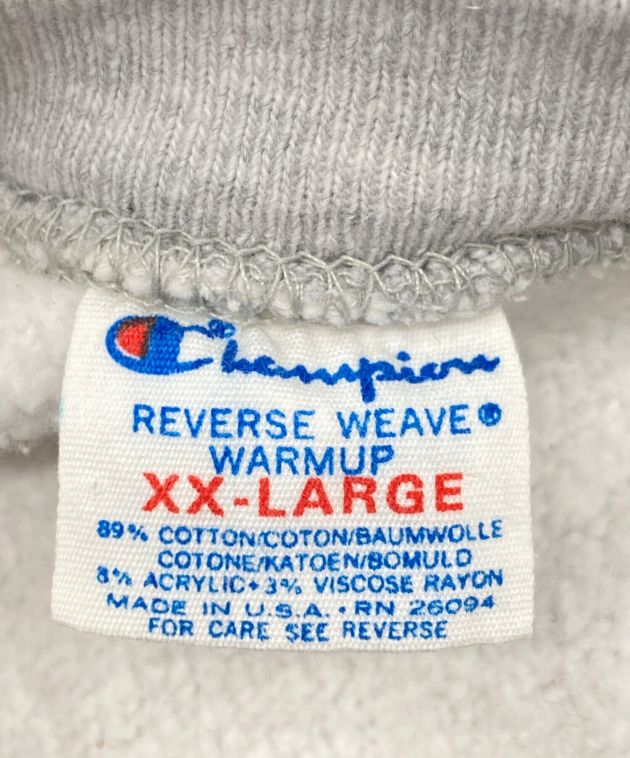 Champion®
REVERSE WEAVE®
WARMUP
XX-LARGE
89% COTTON/COTON/BAUMWOLLE
COTONE/KATOEN/BOMULD
8% ACRYLIC• 3% VISCOSE RAYON
MADE IN U.S.A. • RN 26094
FOR CARE SEE REVERSE